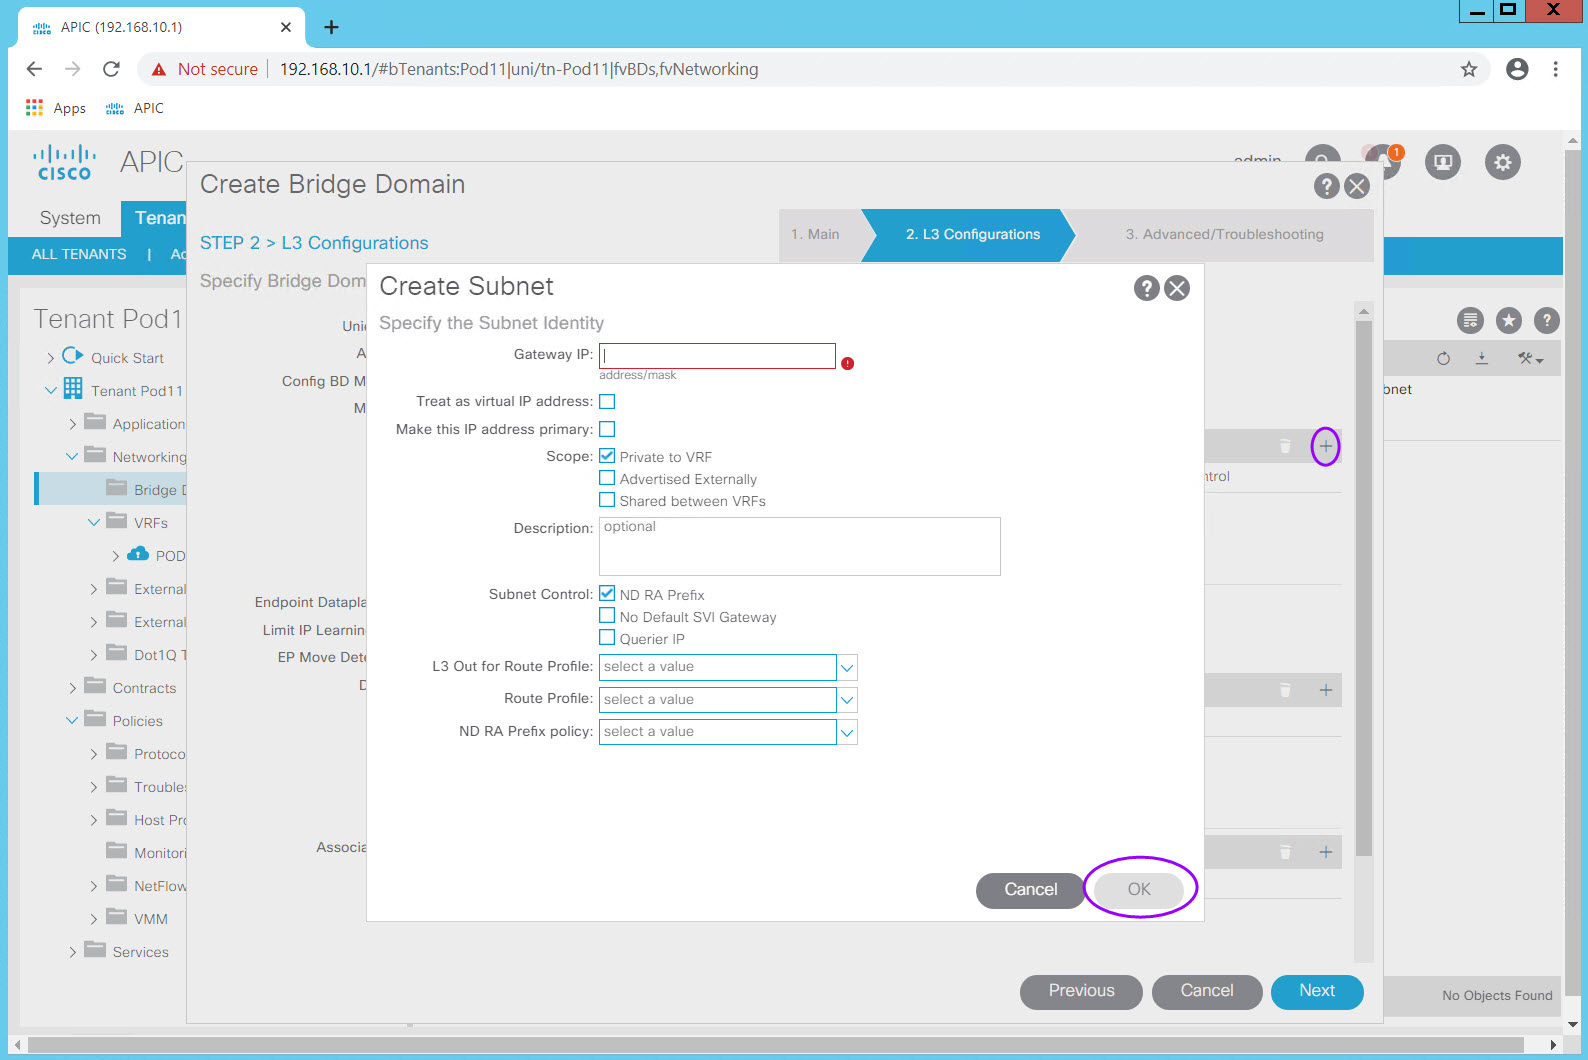 APIC (192.168.10.1)
Not secure
192.168.10.1/#bTenants:Pod11|uni/tn-Pod11|fvBDs,fvNetworking
Apps
APIC
CISCO
APIC
admin
1
System
Tenan
ALL TENANTS
|
Ac
Create Bridge Domain
STEP 2 > L3 Configurations
1. Main
2. L3 Configurations
3. Advanced/Troubleshooting
Specify Bridge Dom
Tenant Pod1
Quick Start
Tenant Pod11
Application
Networking
Bridge D
VRFs
POD
External
External
Dot1Q T
Contracts
Policies
Protoco
Troubles
Host Pro
Monitori
NetFlow
VMM
Services
Unic
A
Config BD M
M
Endpoint Datapla
Limit IP Learning
EP Move Dete
D
Associa
Create Subnet
Specify the Subnet Identity
Gateway IP:
address/mask
Treat as virtual IP address:
Make this IP address primary:
Scope:
Private to VRF
Advertised Externally
Shared between VRFs
Description:
optional
Subnet Control:
ND RA Prefix
No Default SVI Gateway
Querier IP
L3 Out for Route Profile:
select a value
Route Profile:
select a value
ND RA Prefix policy:
select a value
Cancel
OK
bnet
ntrol
Previous
Cancel
Next
No Objects Found